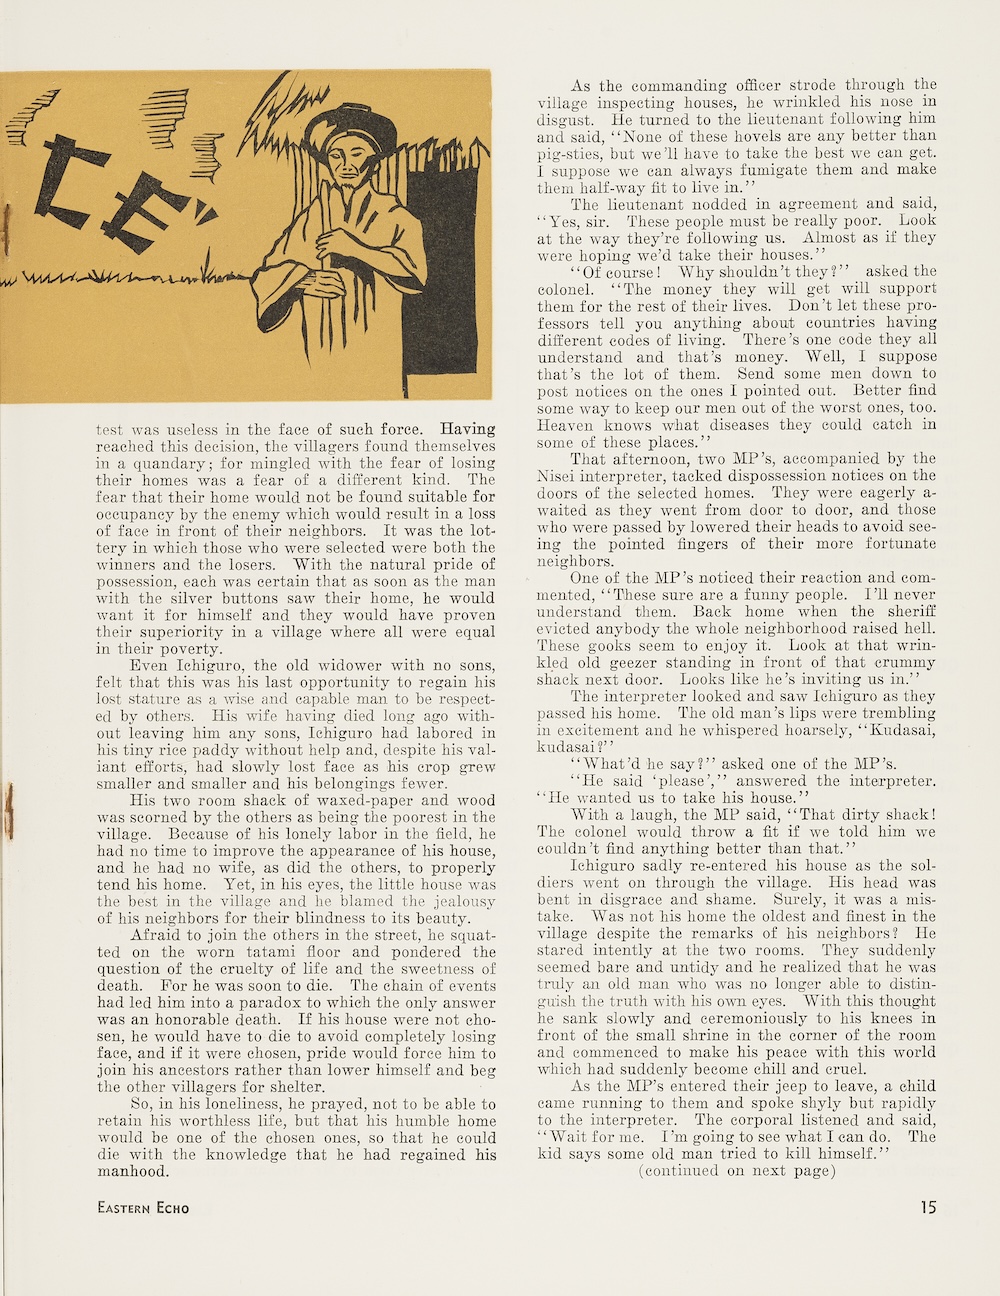 CE"
test was useless in the face of such force. Having
reached this decision, the villagers found themselves
in a quandary; for mingled with the fear of losing
their homes was a fear of a different kind. The
fear that their home would not be found suitable for
occupancy by the enemy which would result in a loss
of face in front of their neighbors. It was the lot-
tery in which those who were selected were both the
winners and the losers. With the natural pride of
possession, each was certain that as soon as the man
with the silver buttons saw their home, he would
want it for himself and they would have proven
their superiority in a village where all were equal
in their poverty.
Even Ichiguro, the old widower with no sons,
felt that this was his last opportunity to regain his
lost stature as a wise and capable man to be respect-
ed by others. His wife having died long ago with-
out leaving him any sons, Ichiguro had labored in
his tiny rice paddy without help and, despite his val-
iant efforts, had slowly lost face as his crop grew
smaller and smaller and his belongings fewer.
His two room shack of waxed-paper and wood
was scorned by the others as being the poorest in the
village. Because of his lonely labor in the field, he
had no time to improve the appearance of his house,
and he had no wife, as did the others, to properly
tend his home. Yet, in his eyes, the little house was
the best in the village and he blamed the jealousy
of his neighbors for their blindness to its beauty.
Afraid to join the others in the street, he squat-
ted on the worn tatami floor and pondered the
question of the cruelty of life and the sweetness of
death. For he was soon to die. The chain of events
had led him into a paradox to which the only answer
was an honorable death. If his house were not cho-
sen, he would have to die to avoid completely losing
face, and if it were chosen, pride would force him to
join his ancestors rather than lower himself and beg
the other villagers for shelter.
So, in his loneliness, he prayed, not to be able to
retain his worthless life, but that his humble home
would be one of the chosen ones, so that he could
die with the knowledge that he had regained his
manhood.
As the commanding officer strode through the
village inspecting houses, he wrinkled his nose in
disgust. He turned to the lieutenant following him
and said, "None of these hovels are any better than
pig-sties, but we'll have to take the best we can get.
I suppose we can always fumigate them and make
them half-way fit to live in."
The lieutenant nodded in agreement and said,
"Yes, sir. These people must be really poor. Look
at the way they're following us. Almost as if they
were hoping we'd take their houses."
"Of course! Why shouldn't they?" asked the
colonel. "The money they will get will support
them for the rest of their lives. Don't let these pro-
fessors tell you anything about countries having
different codes of living. There's one code they all
understand and that's money. Well, I suppose
that's the lot of them. Send some men down to
post notices on the ones I pointed out. Better find
some way to keep our men out of the worst ones, too.
Heaven knows what diseases they could catch in
some of these places."
That afternoon, two MP's, accompanied by the
Nisei interpreter, tacked dispossession notices on the
doors of the selected homes. They were eagerly a-
waited as they went from door to door, and those
who were passed by lowered their heads to avoid see-
ing the pointed fingers of their more fortunate
neighbors.
One of the MP's noticed their reaction and com-
mented, "These sure are a funny people. I'll never
understand them. Back home when the sheriff
evicted anybody the whole neighborhood raised hell.
These gooks seem to enjoy it. Look at that wrin-
kled old geezer standing in front of that crummy
shack next door. Looks like he's inviting us in."
The interpreter looked and saw Ichiguro as they
passed his home. The old man's lips were trembling
in excitement and he whispered hoarsely, "Kudasai,
kudasai?"
"What'd he say?" asked one of the MP's.
"He said 'please'," answered the interpreter.
"He wanted us to take his house."
With a laugh, the MP said, "That dirty shack!
The colonel would throw a fit if we told him we
couldn't find anything better than that."
Ichiguro sadly re-entered his house as the sol-
diers went on through the village. His head was
bent in disgrace and shame. Surely, it was a mis-
take. Was not his home the oldest and finest in the
village despite the remarks of his neighbors? He
stared intently at the two rooms. They suddenly
seemed bare and untidy and he realized that he was
truly an old man who was no longer able to distin-
guish the truth with his own eyes. With this thought
he sank slowly and ceremoniously to his knees in
front of the small shrine in the corner of the room
and commenced to make his peace with this world
which had suddenly become chill and cruel.
As the MP's entered their jeep to leave, a child
came running to them and spoke shyly but rapidly
to the interpreter. The corporal listened and said,
"Wait for me. I'm going to see what I can do. The
kid says some old man tried to kill himself."
(continued on next page)
EASTERN ECHO
15